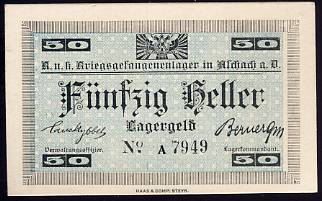 50 50
K.u.k. Kriegsgefangenenlager in Aschach a.D.
Fünfzig Heller
Lagergeld
Nº A 7949
Verwaltungsoffizier. Lagerkommandant.
50 50
HAAS & COMP. STEYR.